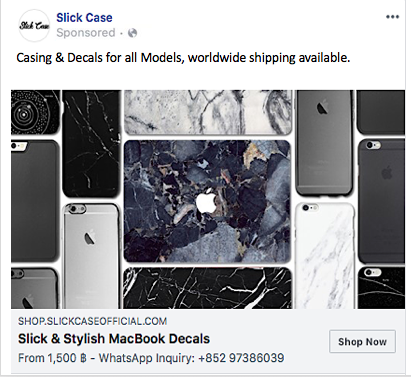 Slick Case
Slick Case
Sponsored ·
Casing & Decals for all Models, worldwide shipping available.
SHOP.SLICKCASEOFFICIAL.COM
Slick & Stylish MacBook Decals
From 1,500 ฿ - WhatsApp Inquiry: +852 97386039
Shop Now